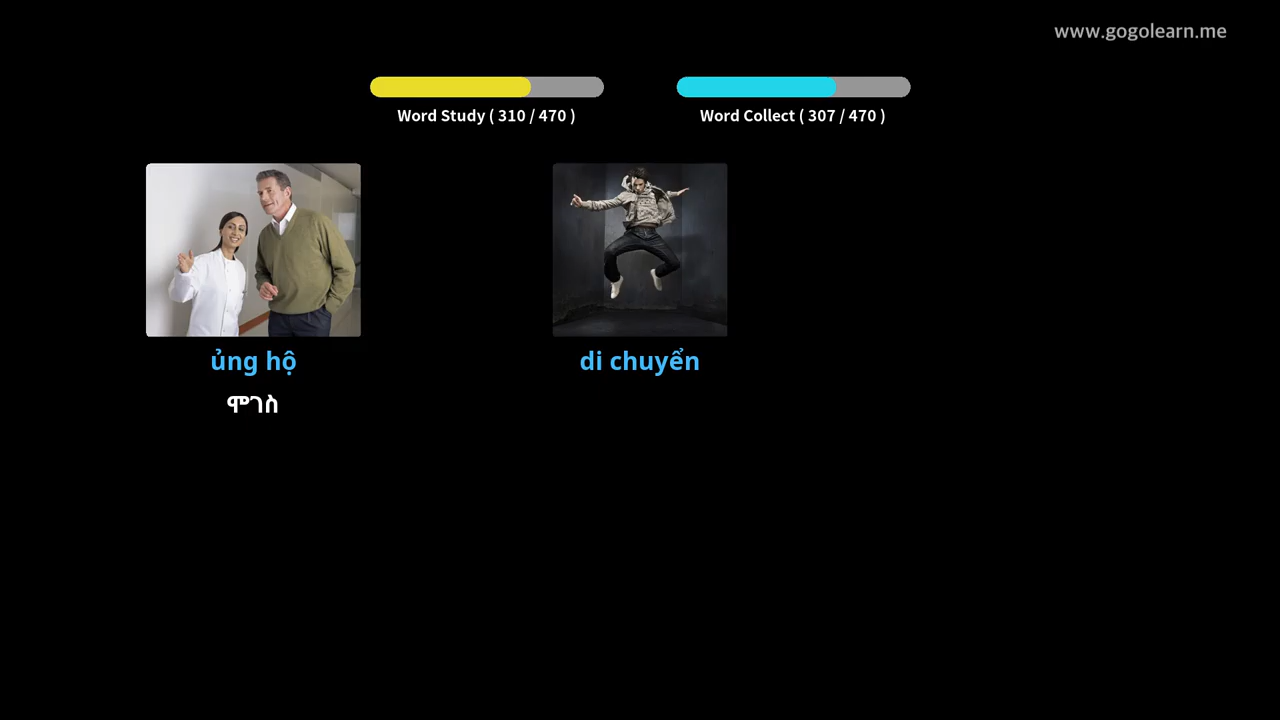 www.gogolearn.me
Word Study ( 310 / 470 )
Word Collect ( 307 / 470 )
ủng hộ
di chuyển
ሞገስ